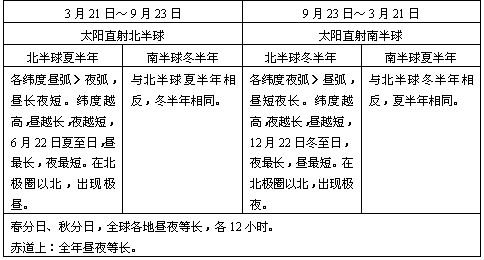 3月21日～9月23日
9月23日～3月21日
太阳直射北半球
太阳直射南半球
北半球夏半年
南半球冬半年
北半球冬半年
南半球夏半年
各纬度昼弧>夜弧，
昼长夜短。纬度越
高,昼越长,夜越短，
6月22日夏至日,昼
最长，夜最短。在北
极圈以北，出现极
昼。
与北半球夏半年相
反，冬半年相同。
各纬度夜弧>昼弧，
昼短夜长。纬度越
高,夜越长,昼越短，
12月22日冬至日，
夜最长，昼最短。在
北极圈以北，出现极
夜。
与北半球冬半年相
反，夏半年相同。
春分日、秋分日，全球各地昼夜等长，各12小时。
赤道上：全年昼夜等长。